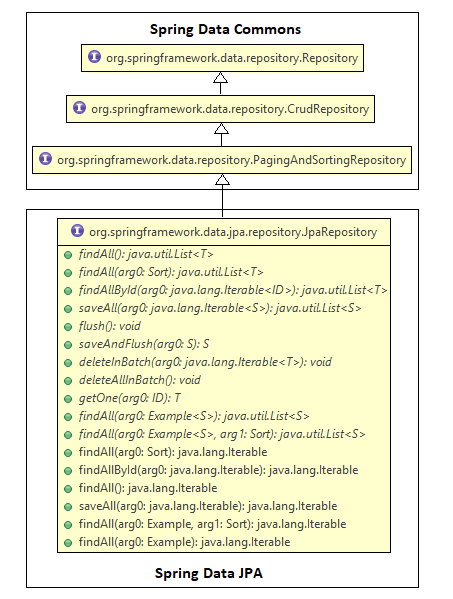 Spring Data Commons
I org.springframework.data.repository.Repository
I org.springframework.data.repository.CrudRepository
I org.springframework.data.repository.PagingAndSortingRepository
I org.springframework.data.jpa.repository.JpaRepository
findAll(): java.util.List<T>
findAll(arg0: Sort): java.util.List<T>
findAllById(arg0: java.lang.Iterable<ID>): java.util.List<T>
saveAll(arg0: java.lang.Iterable<S>): java.util.List<S>
flush(): void
saveAndFlush(arg0: S): S
deleteInBatch(arg0: java.lang.Iterable<T>): void
deleteAllInBatch(): void
getOne(arg0: ID): T
findAll(arg0: Example<S>): java.util.List<S>
findAll(arg0: Example<S>, arg1: Sort): java.util.List<S>
findAll(arg0: Sort): java.lang.Iterable
findAllById(arg0: java.lang.Iterable): java.lang.Iterable
findAll(): java.lang.Iterable
saveAll(arg0: java.lang.Iterable): java.lang.Iterable
findAll(arg0: Example, arg1: Sort): java.lang.Iterable
findAll(arg0: Example): java.lang.Iterable
Spring Data JPA